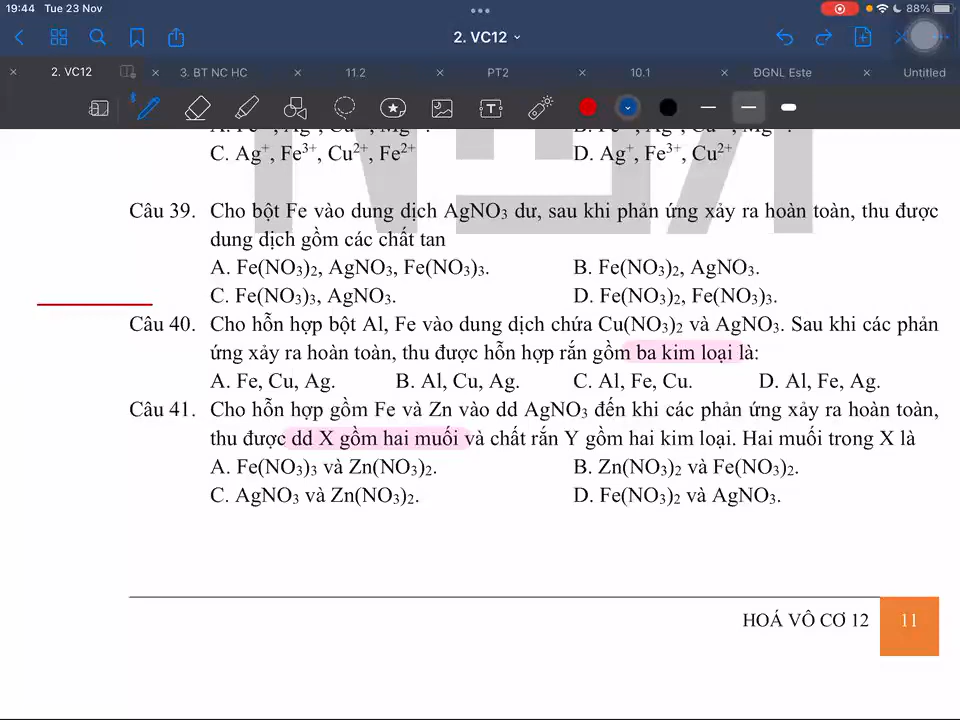 19:44 Tue 23 Nov
88%
2. VC12
2. VC12
3. BT NC HC
11.2
PT2
10.1
ĐGNL Este
Untitled
C. Ag⁺, Fe³⁺, Cu²⁺, Fe²⁺
D. Ag⁺, Fe³⁺, Cu²⁺
Câu 39. Cho bột Fe vào dung dịch AgNO₃ dư, sau khi phản ứng xảy ra hoàn toàn, thu được
dung dịch gồm các chất tan
A. Fe(NO₃)₂, AgNO₃, Fe(NO₃)₃. B. Fe(NO₃)₂, AgNO₃.
C. Fe(NO₃)₃, AgNO₃. D. Fe(NO₃)₂, Fe(NO₃)₃.
Câu 40. Cho hỗn hợp bột Al, Fe vào dung dịch chứa Cu(NO₃)₂ và AgNO₃. Sau khi các phản
ứng xảy ra hoàn toàn, thu được hỗn hợp rắn gồm ba kim loại là:
A. Fe, Cu, Ag. B. Al, Cu, Ag. C. Al, Fe, Cu. D. Al, Fe, Ag.
Câu 41. Cho hỗn hợp gồm Fe và Zn vào dd AgNO₃ đến khi các phản ứng xảy ra hoàn toàn,
thu được dd X gồm hai muối và chất rắn Y gồm hai kim loại. Hai muối trong X là
A. Fe(NO₃)₃ và Zn(NO₃)₂. B. Zn(NO₃)₂ và Fe(NO₃)₂.
C. AgNO₃ và Zn(NO₃)₂. D. Fe(NO₃)₂ và AgNO₃.
HOÁ VÔ CƠ 12 11